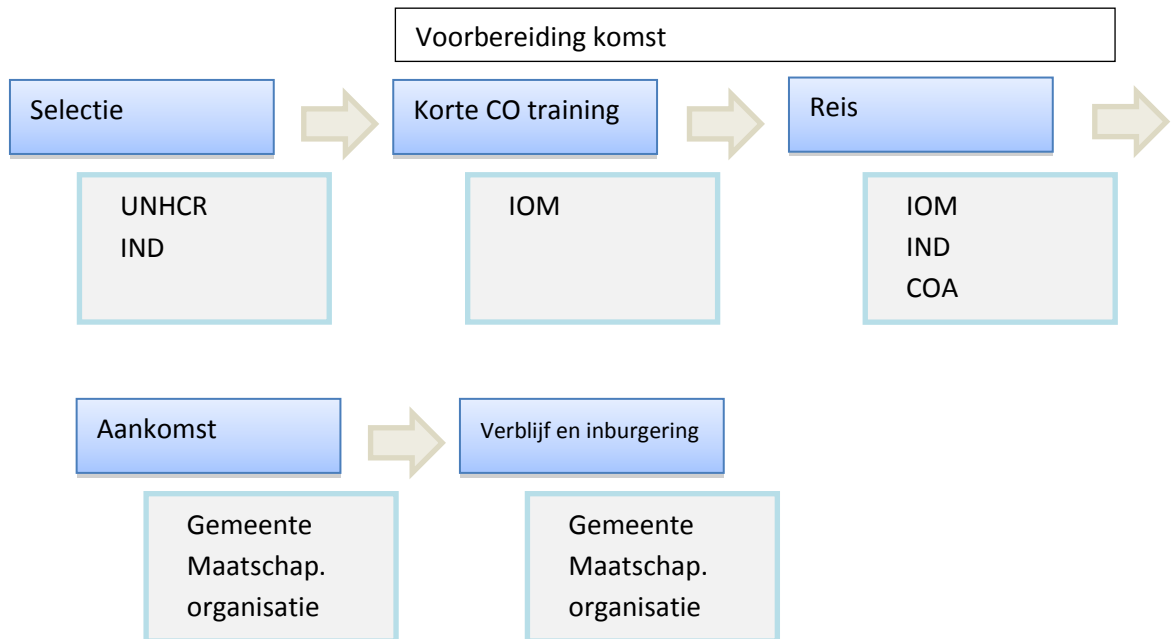 Voorbereiding komst
Selectie
Korte CO training
Reis
UNHCR
IND
IOM
IOM
IND
COA
Aankomst
Verblijf en inburgering
Gemeente
Maatschap.
organisatie
Gemeente
Maatschap.
organisatie